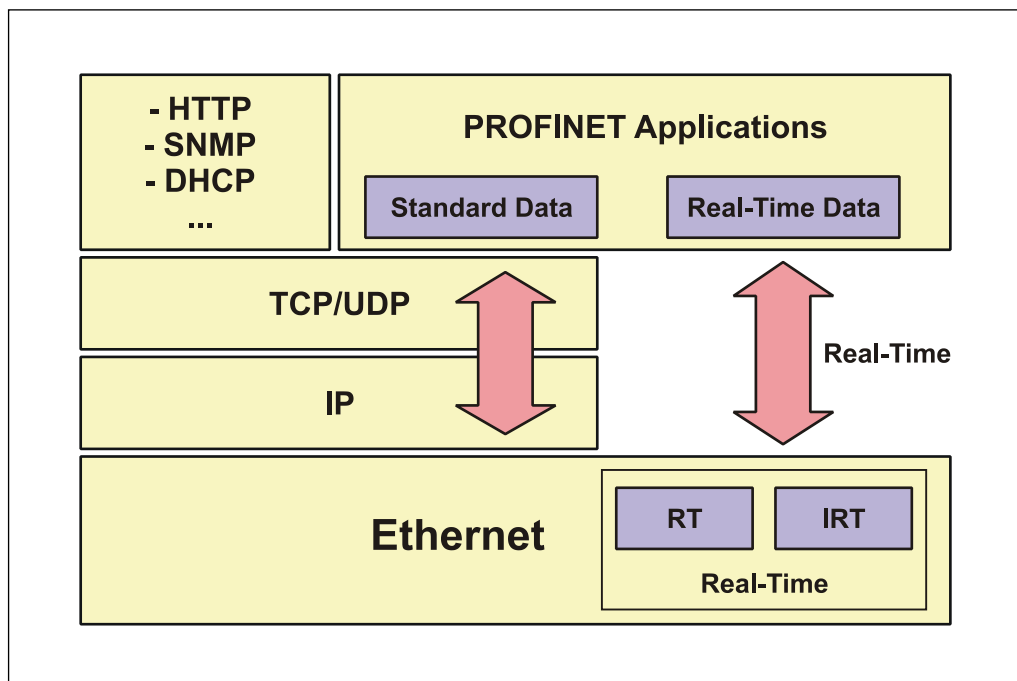 - HTTP
- SNMP
- DHCP
...
PROFINET Applications
Standard Data
Real-Time Data
TCP/UDP
Real-Time
IP
Ethernet
RT
IRT
Real-Time